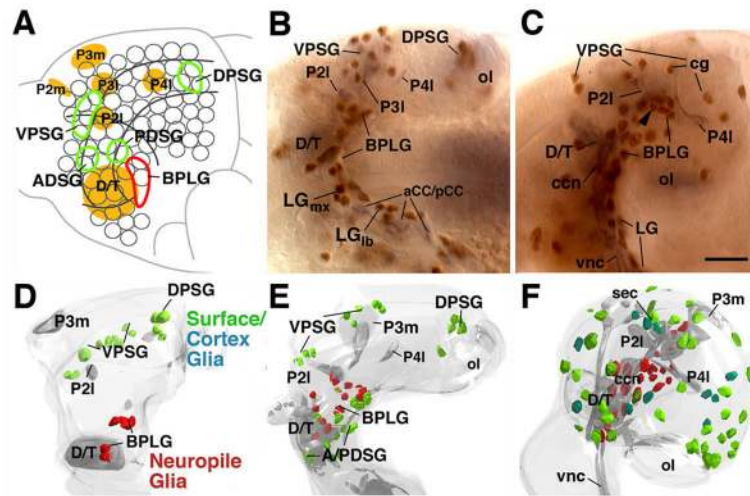 A
P3m
P2m
P3l
P4l
DPSG
P2l
VPSG
PDSG
ADSG
D/T
BPLG
B
VPSG
DPSG
P2l
P4l
ol
P3l
D/T
BPLG
aCC/pCC
LGmx
LGlb
C
VPSG
cg
P2l
P4l
D/T
BPLG
ccn
ol
LG
vnc
D
DPSG
P3m
Surface/
Cortex
Glia
VPSG
P2l
BPLG
D/T
Neuropile
Glia
E
VPSG
DPSG
P3m
P4l
ol
P2l
BPLG
D/T
A/PDSG
F
sec
P3m
P2l
ccn
P4l
D/T
vnc
ol